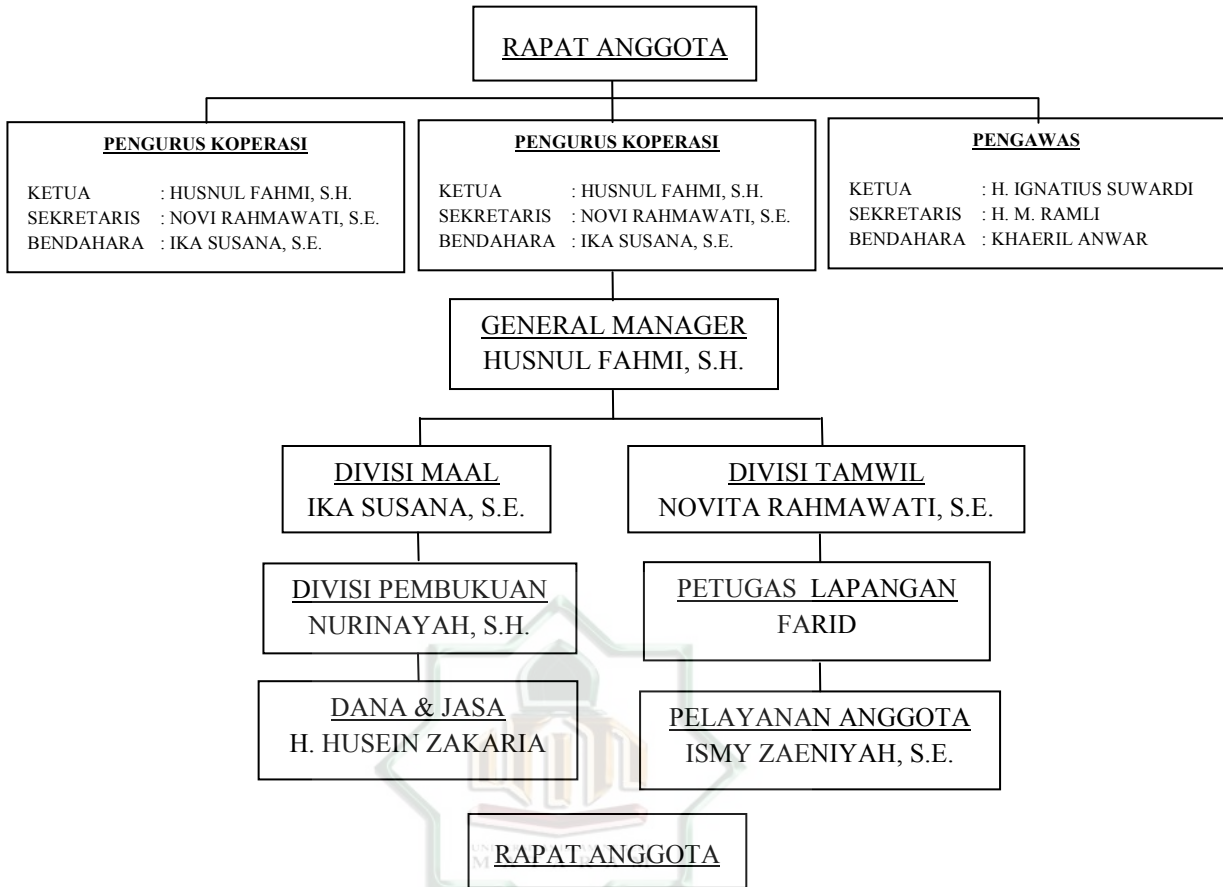 RAPAT ANGGOTA
PENGURUS KOPERASI
KETUA : HUSNUL FAHMI, S.H.
SEKRETARIS : NOVI RAHMAWATI, S.E.
BENDAHARA : IKA SUSANA, S.E.
PENGURUS KOPERASI
KETUA : HUSNUL FAHMI, S.H.
SEKRETARIS : NOVI RAHMAWATI, S.E.
BENDAHARA : IKA SUSANA, S.E.
PENGAWAS
KETUA : H. IGNATIUS SUWARDI
SEKRETARIS : H. M. RAMLI
BENDAHARA : KHAERIL ANWAR
GENERAL MANAGER
HUSNUL FAHMI, S.H.
DIVISI MAAL
IKA SUSANA, S.E.
DIVISI TAMWIL
NOVITA RAHMAWATI, S.E.
DIVISI PEMBUKUAN
NURINAYAH, S.H.
PETUGAS LAPANGAN
FARID
DANA & JASA
H. HUSEIN ZAKARIA
PELAYANAN ANGGOTA
ISMY ZAENIYAH, S.E.
RAPAT ANGGOTA